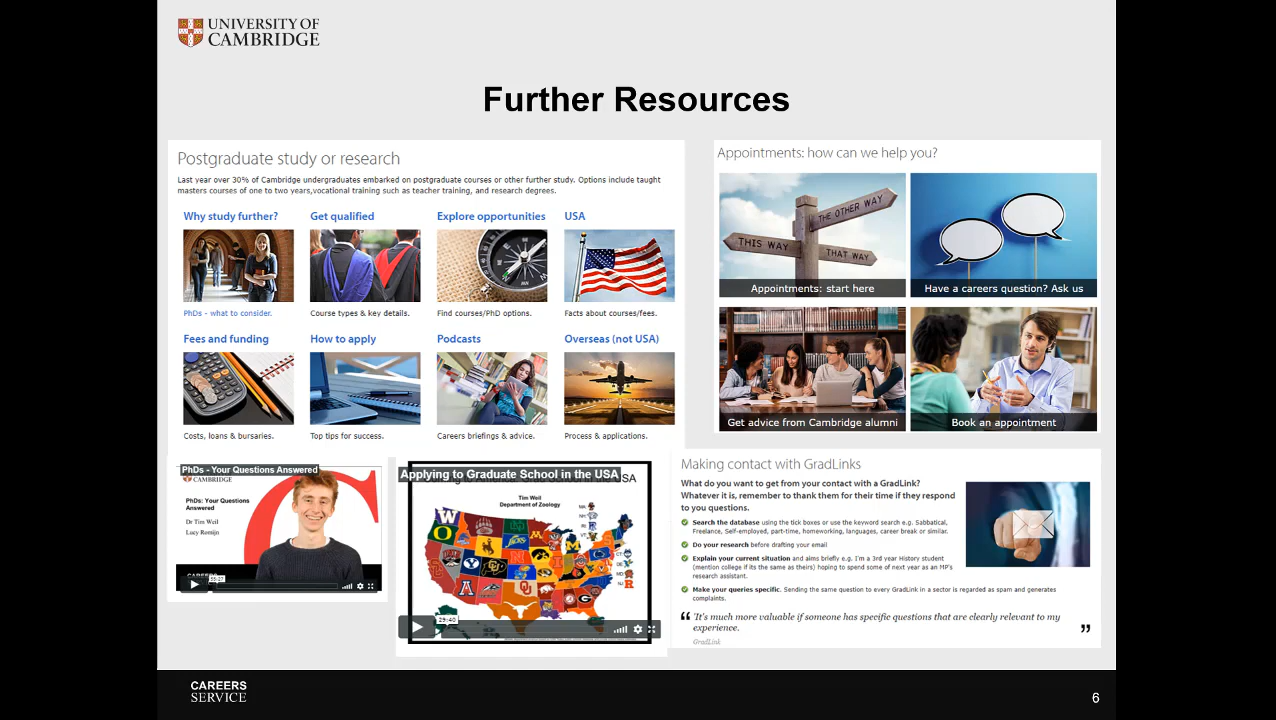 UNIVERSITY OF
CAMBRIDGE
Further Resources
Postgraduate study or research
Last year over 30% of Cambridge undergraduates embarked on postgraduate courses or other further study. Options include taught
masters courses of one to two years,vocational training such as teacher training, and research degrees.
Why study further?
Get qualified
Explore opportunities
USA
PhDs - what to consider.
Course types & key details.
Find courses/PhD options.
Facts about courses/fees.
Fees and funding
How to apply
Podcasts
Overseas (not USA)
Costs, loans & bursaries.
Top tips for success.
Careers briefings & advice.
Process & applications.
Appointments: how can we help you?
THE OTHER WAY
THIS WAY
THAT WAY
Appointments: start here
Have a careers question? Ask us
Get advice from Cambridge alumni
Book an appointment
PhDs - Your Questions Answered
CAMBRIDGE
PhDs: Your Questions
Answered
Dr Tim Weil
Lucy Romijn
55:27
Applying to Graduate School in the USA
Tim Weil
Department of Zoology
29:40
Making contact with GradLinks
What do you want to get from your contact with a GradLink?
Whatever it is, remember to thank them for their time if they respond
to you questions.
Search the database using the tick boxes or use the keyword search e.g. Sabbatical,
Freelance, Self-employed, part-time, homeworking, languages, career break or similar.
Do your research before drafting your email
Explain your current situation and aims briefly e.g. I'm a 3rd year History student
(mention college if its the same as theirs) hoping to spend some of next year as an MP's
research assistant.
Make your queries specific. Sending the same question to every GradLink in a sector is regarded as spam and generates
complaints.
“ 'It's much more valuable if someone has specific questions that are clearly relevant to my
experience. ”
GradLink
CAREERS
SERVICE
6